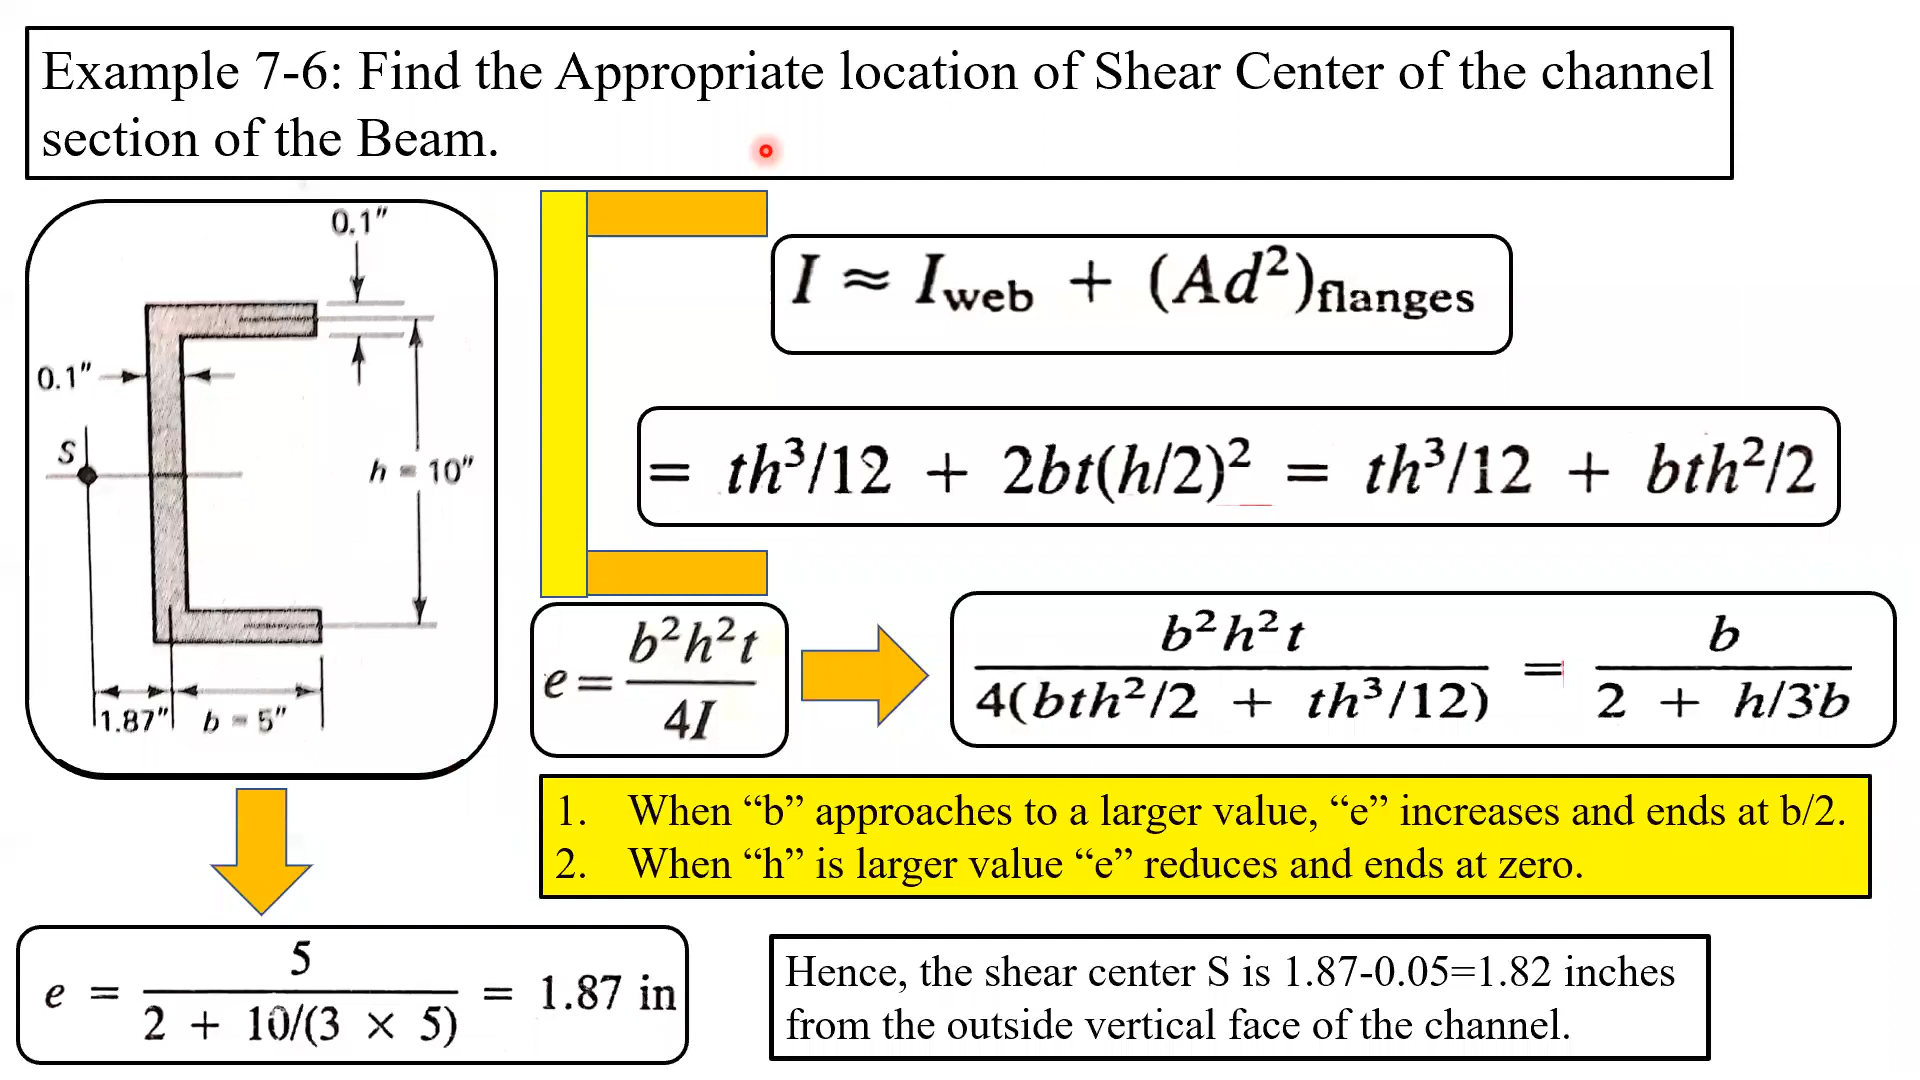 Example 7-6: Find the Appropriate location of Shear Center of the channel
section of the Beam.
0.1″
0.1″
S
h = 10″
1.87″ b = 5″
I ≈ I_web + (Ad²)_flanges
= th³/12 + 2bt(h/2)² = th³/12 + bth²/2
e = b²h²t / 4I
b²h²t / 4(bth²/2 + th³/12) = b / 2 + h/3b
1. When “b” approaches to a larger value, “e” increases and ends at b/2.
2. When “h” is larger value “e” reduces and ends at zero.
e = 5 / 2 + 10/(3 × 5) = 1.87 in
Hence, the shear center S is 1.87-0.05=1.82 inches
from the outside vertical face of the channel.